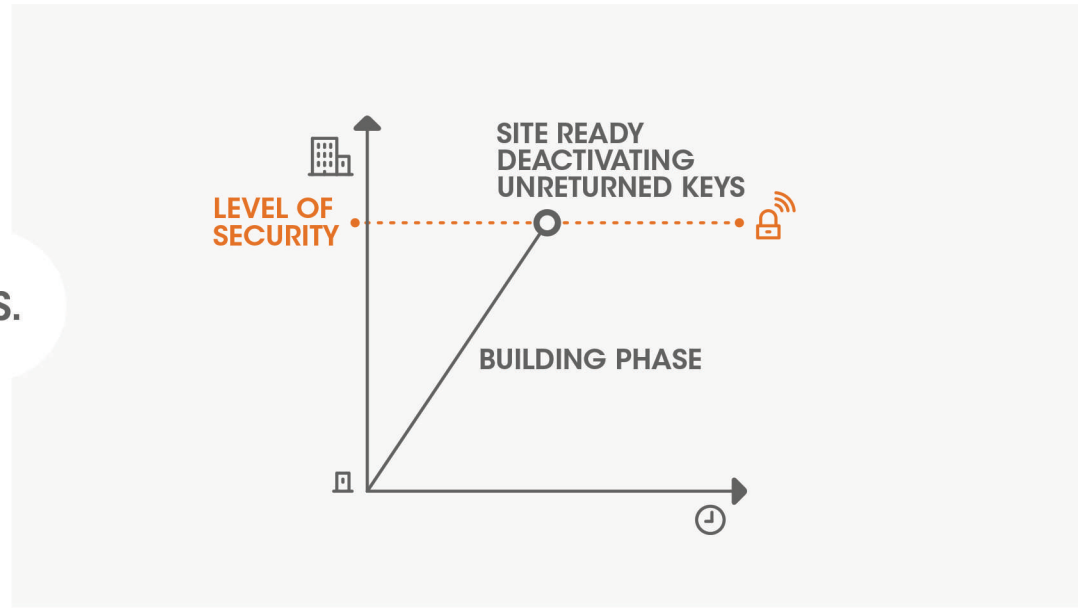 SITE READY
DEACTIVATING
UNRETURNED KEYS
LEVEL OF
SECURITY
S.
BUILDING PHASE